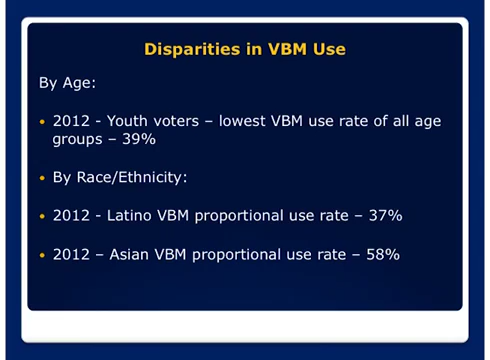 Disparities in VBM Use
By Age:
• 2012 - Youth voters – lowest VBM use rate of all age
groups – 39%
• By Race/Ethnicity:
• 2012 - Latino VBM proportional use rate – 37%
• 2012 – Asian VBM proportional use rate – 58%